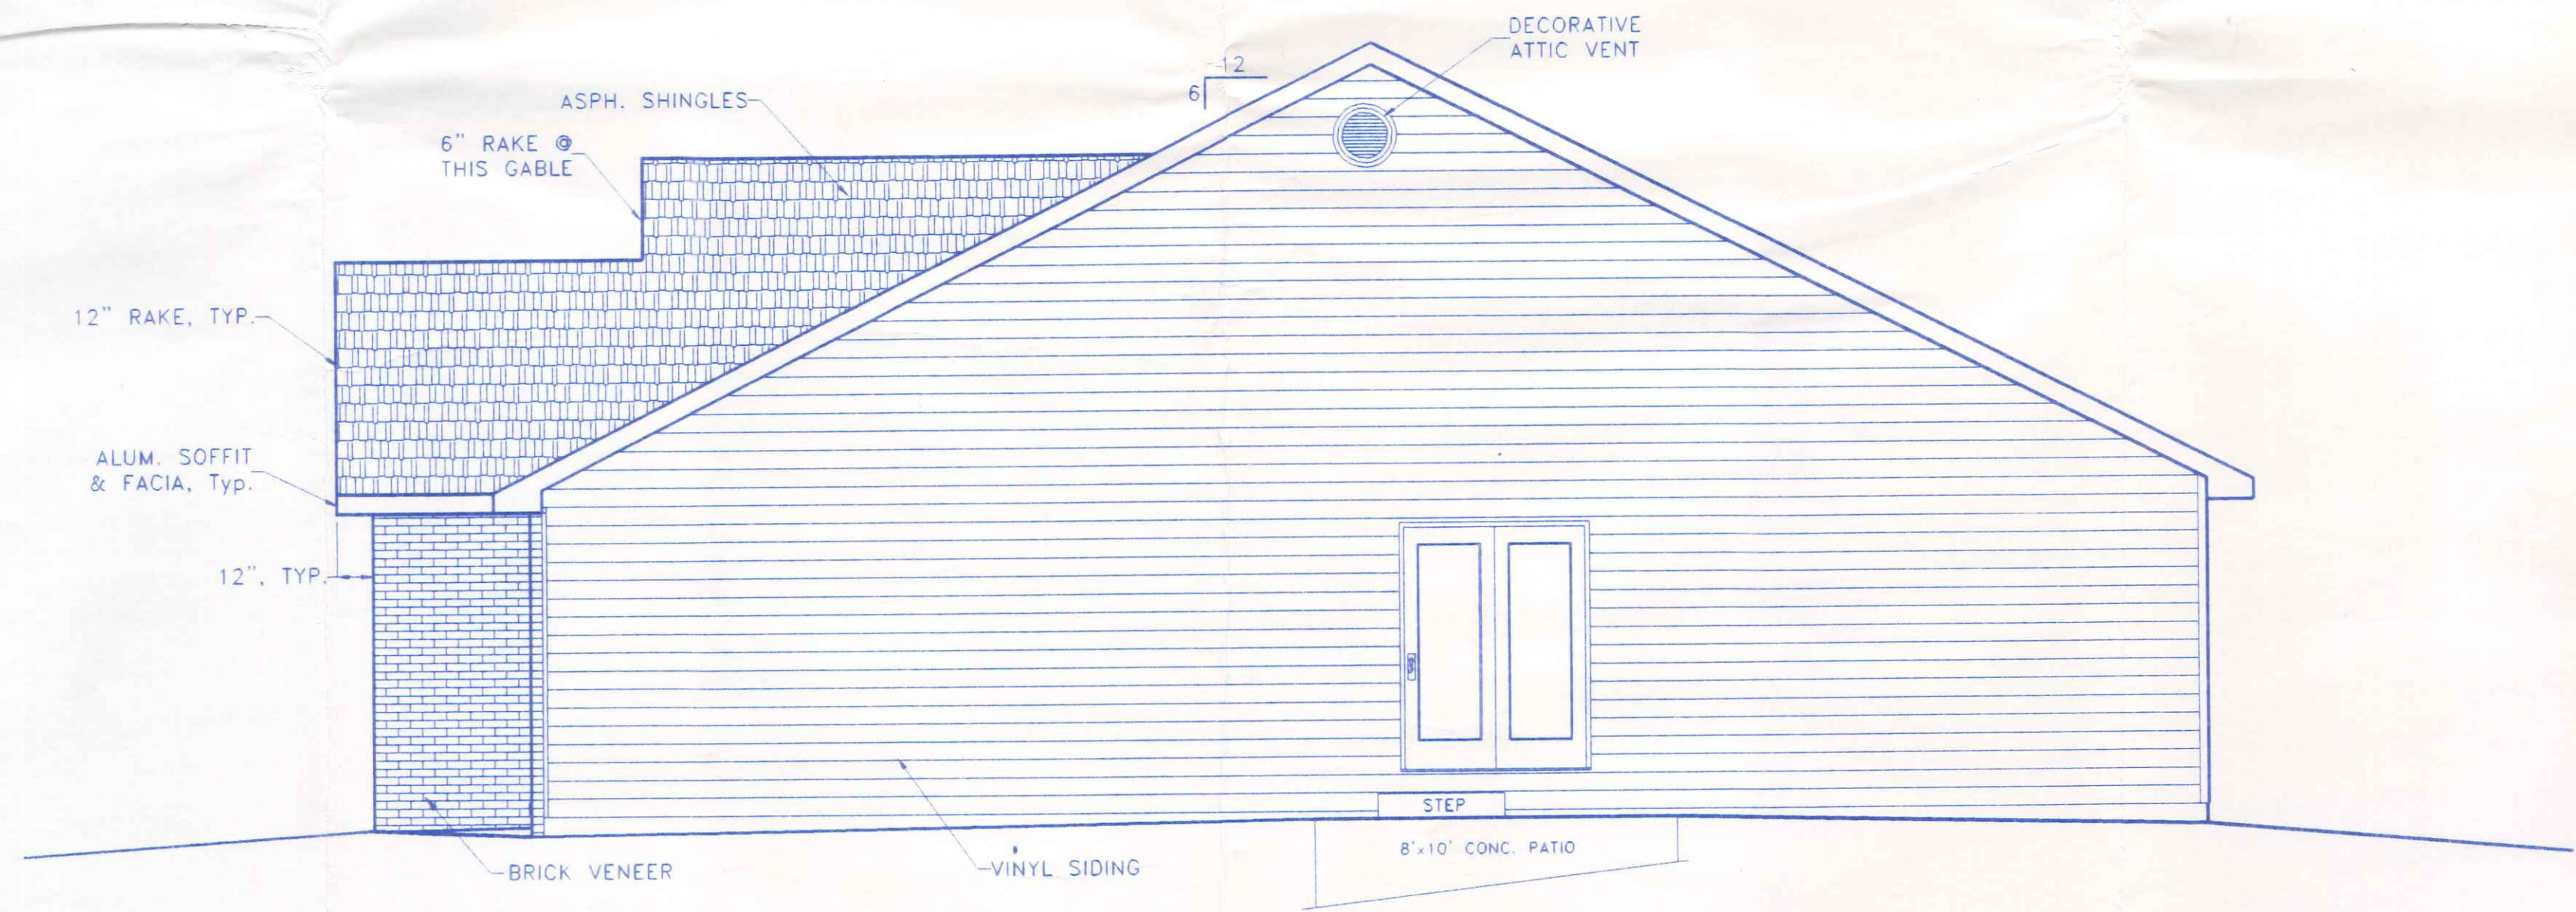 DECORATIVE
ATTIC VENT
12
6
ASPH. SHINGLES
6" RAKE @
THIS GABLE
12" RAKE, TYP.
ALUM. SOFFIT
& FACIA, Typ.
12", TYP.
STEP
8'x10' CONC. PATIO
BRICK VENEER
VINYL SIDING